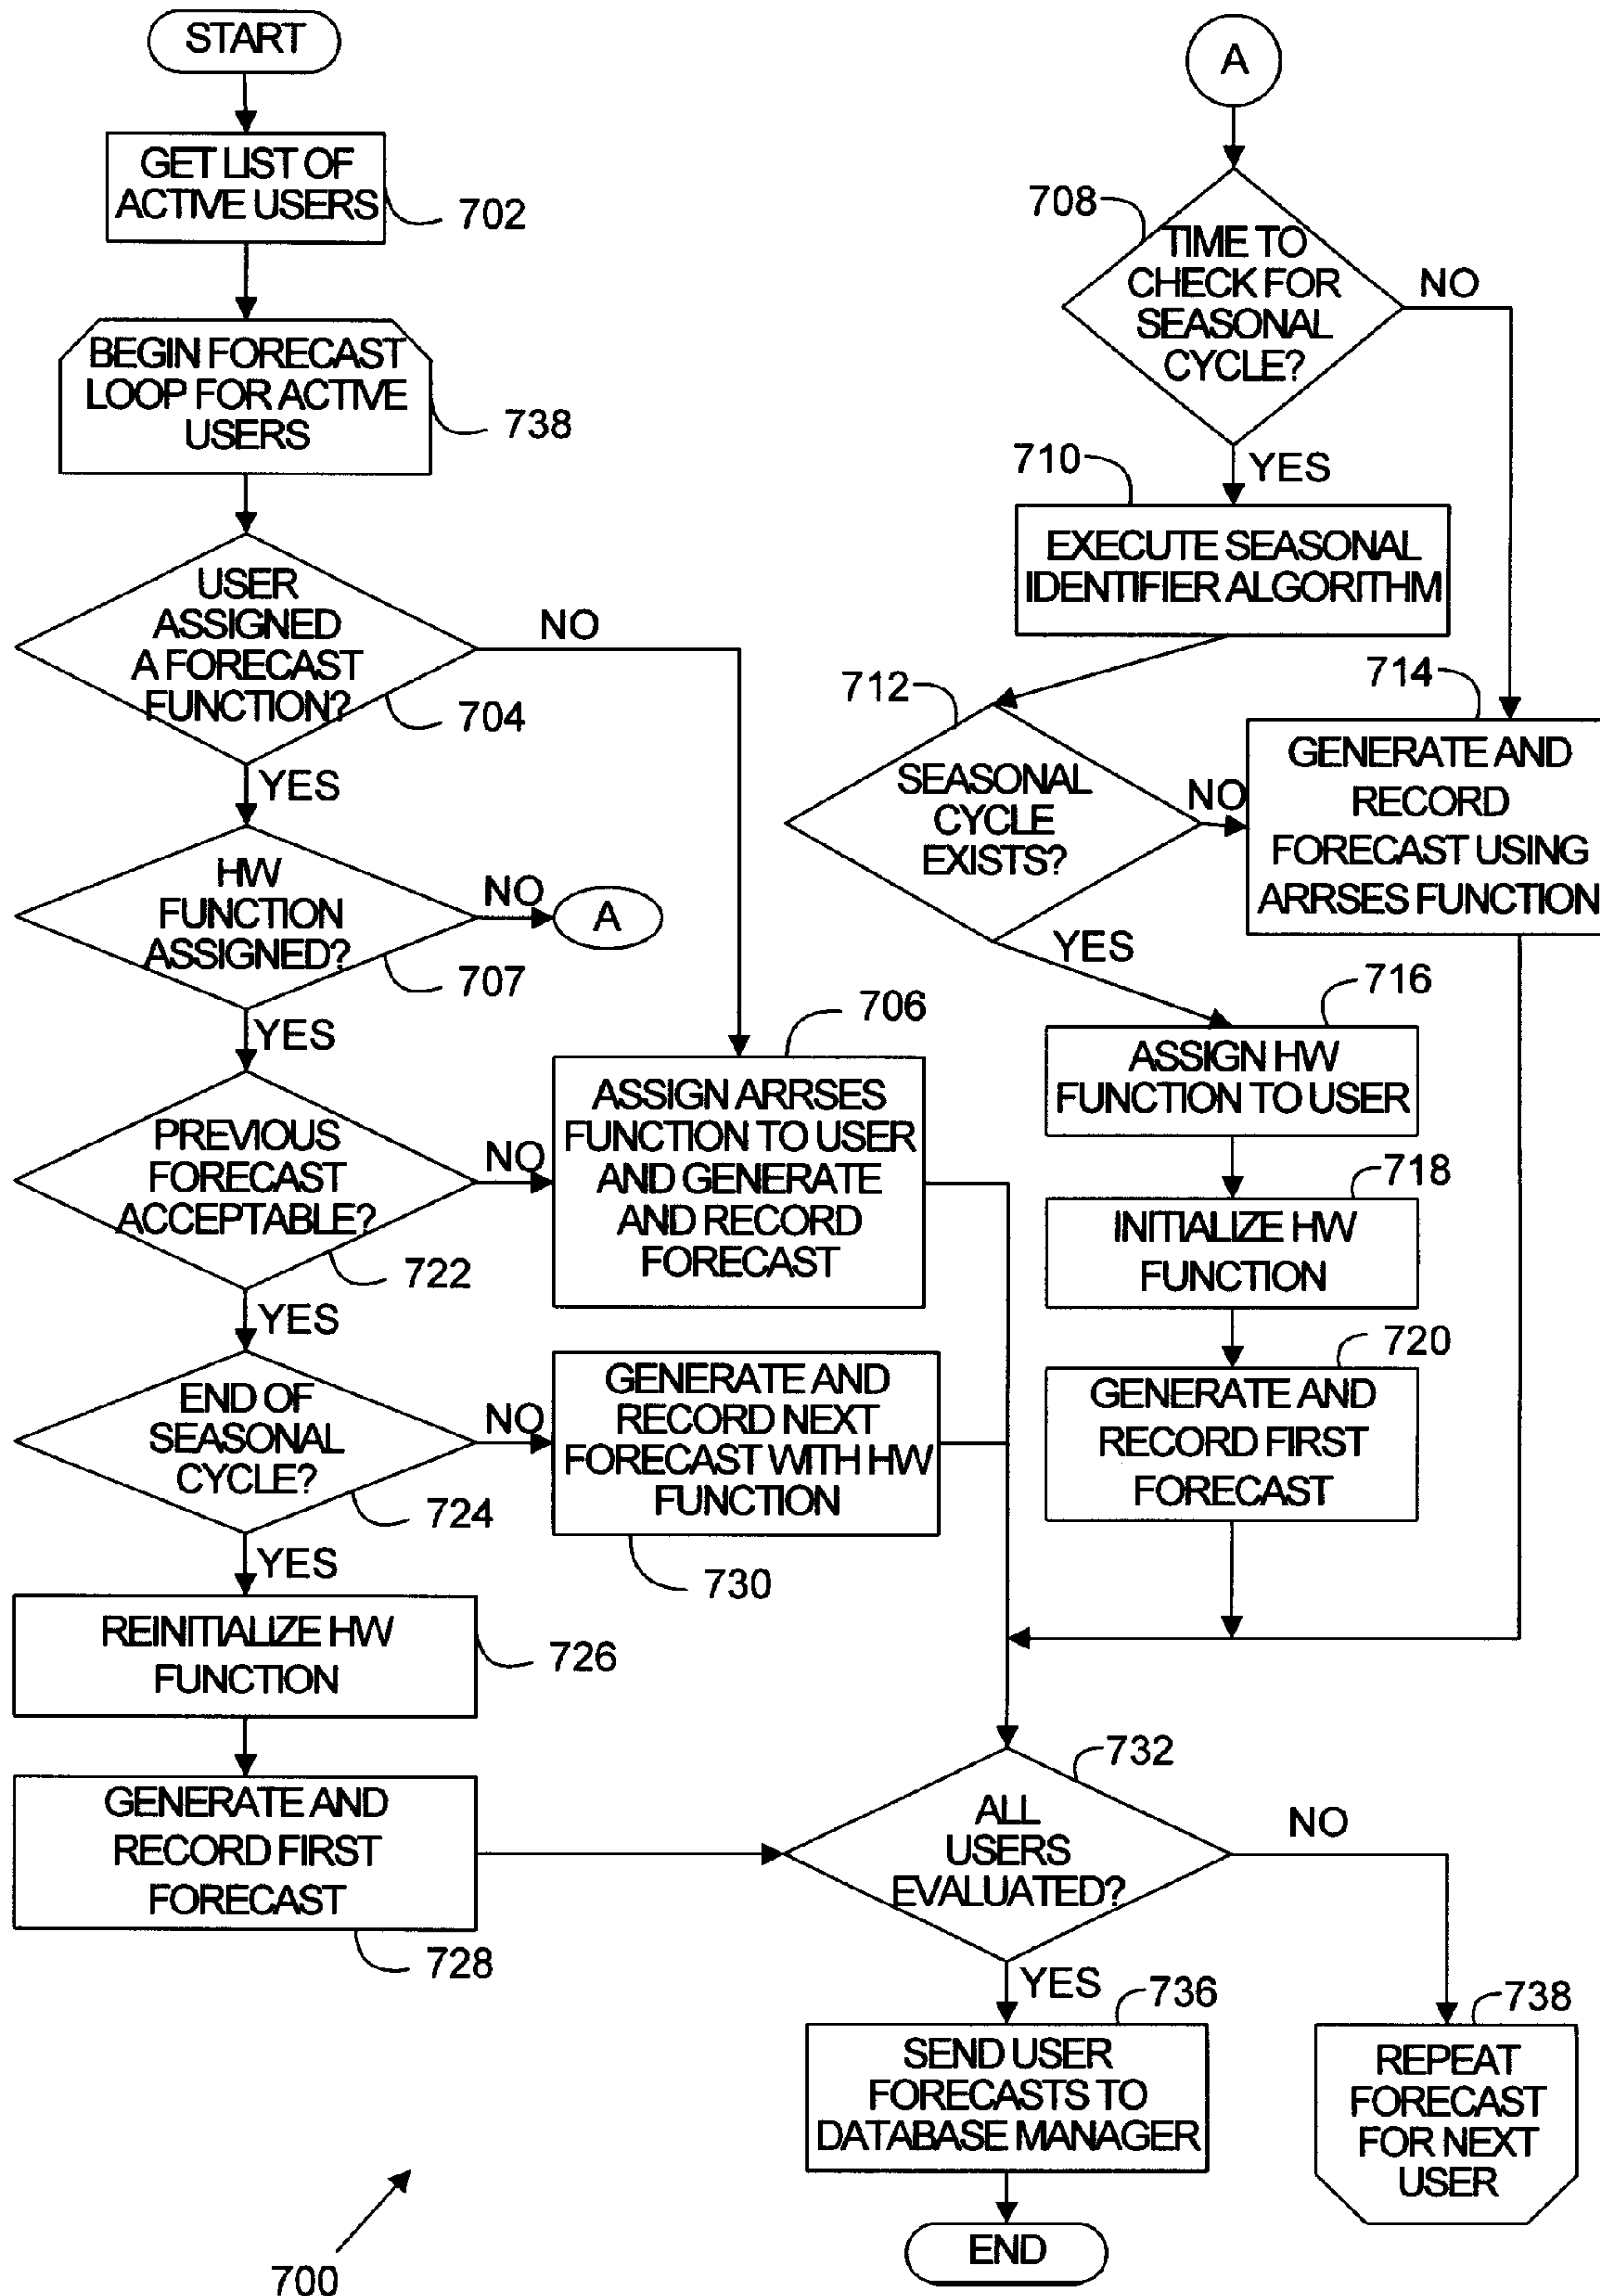 START
GET LIST OF
ACTIVE USERS
702
BEGIN FORECAST
LOOP FOR ACTIVE
USERS
738
USER
ASSIGNED
A FORECAST
FUNCTION?
704
NO
YES
HW
FUNCTION
ASSIGNED?
707
NO
A
YES
PREVIOUS
FORECAST
ACCEPTABLE?
722
NO
706
ASSIGN ARRSES
FUNCTION TO USER
AND GENERATE
AND RECORD
FORECAST
YES
END OF
SEASONAL
CYCLE?
724
NO
GENERATE AND
RECORD NEXT
FORECAST WITH HW
FUNCTION
730
YES
REINITIALIZE HW
FUNCTION
726
GENERATE AND
RECORD FIRST
FORECAST
728
A
708
TIME TO
CHECK FOR
SEASONAL
CYCLE?
NO
YES
710
EXECUTE SEASONAL
IDENTIFIER ALGORITHM
712
SEASONAL
CYCLE
EXISTS?
NO
714
GENERATE AND
RECORD
FORECAST USING
ARRSES FUNCTION
YES
716
ASSIGN HW
FUNCTION TO USER
718
INITIALIZE HW
FUNCTION
720
GENERATE AND
RECORD FIRST
FORECAST
732
ALL
USERS
EVALUATED?
NO
YES
736
SEND USER
FORECASTS TO
DATABASE MANAGER
738
REPEAT
FORECAST
FOR NEXT
USER
END
700